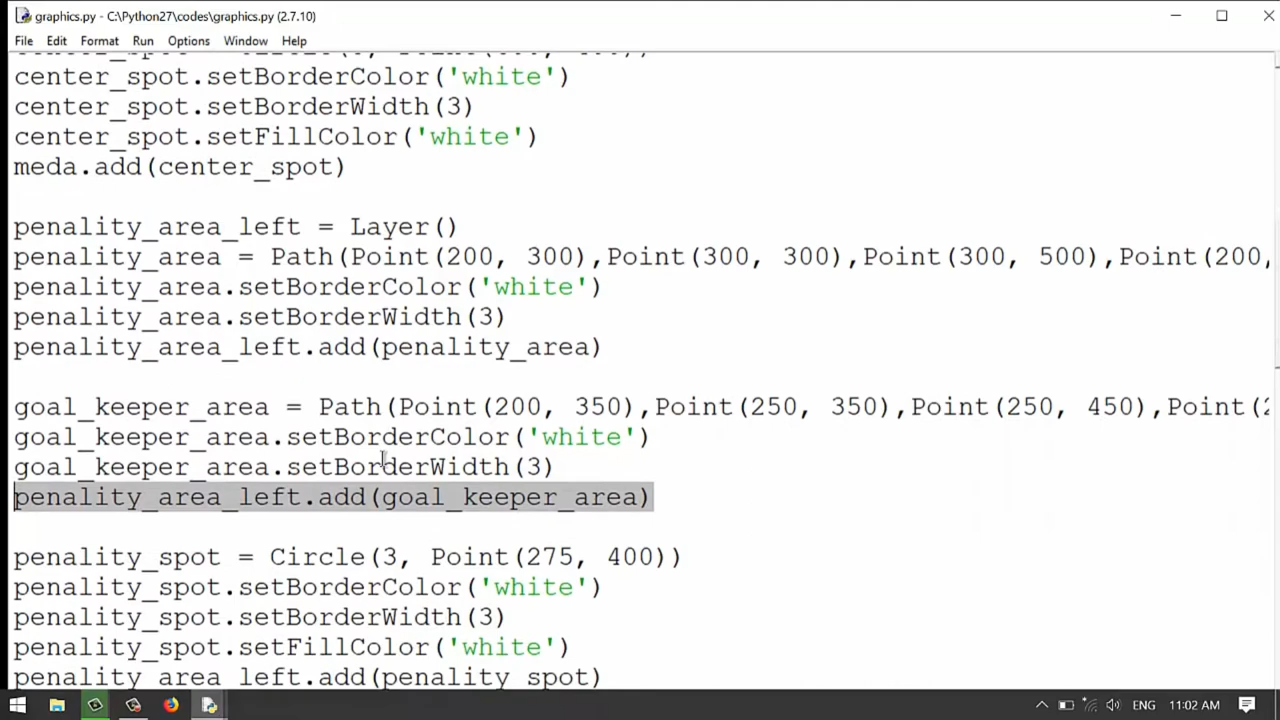 graphics.py - C:\Python27\codes\graphics.py (2.7.10)
File Edit Format Run Options Window Help
center_spot.setBorderColor('white')
center_spot.setBorderWidth(3)
center_spot.setFillColor('white')
meda.add(center_spot)
penality_area_left = Layer()
penality_area = Path(Point(200, 300),Point(300, 300),Point(300, 500),Point(200,
penality_area.setBorderColor('white')
penality_area.setBorderWidth(3)
penality_area_left.add(penality_area)
goal_keeper_area = Path(Point(200, 350),Point(250, 350),Point(250, 450),Point(2
goal_keeper_area.setBorderColor('white')
goal_keeper_area.setBorderWidth(3)
penality_area_left.add(goal_keeper_area)
penality_spot = Circle(3, Point(275, 400))
penality_spot.setBorderColor('white')
penality_spot.setBorderWidth(3)
penality_spot.setFillColor('white')
penality_area_left.add(penality_spot)
ENG 11:02 AM